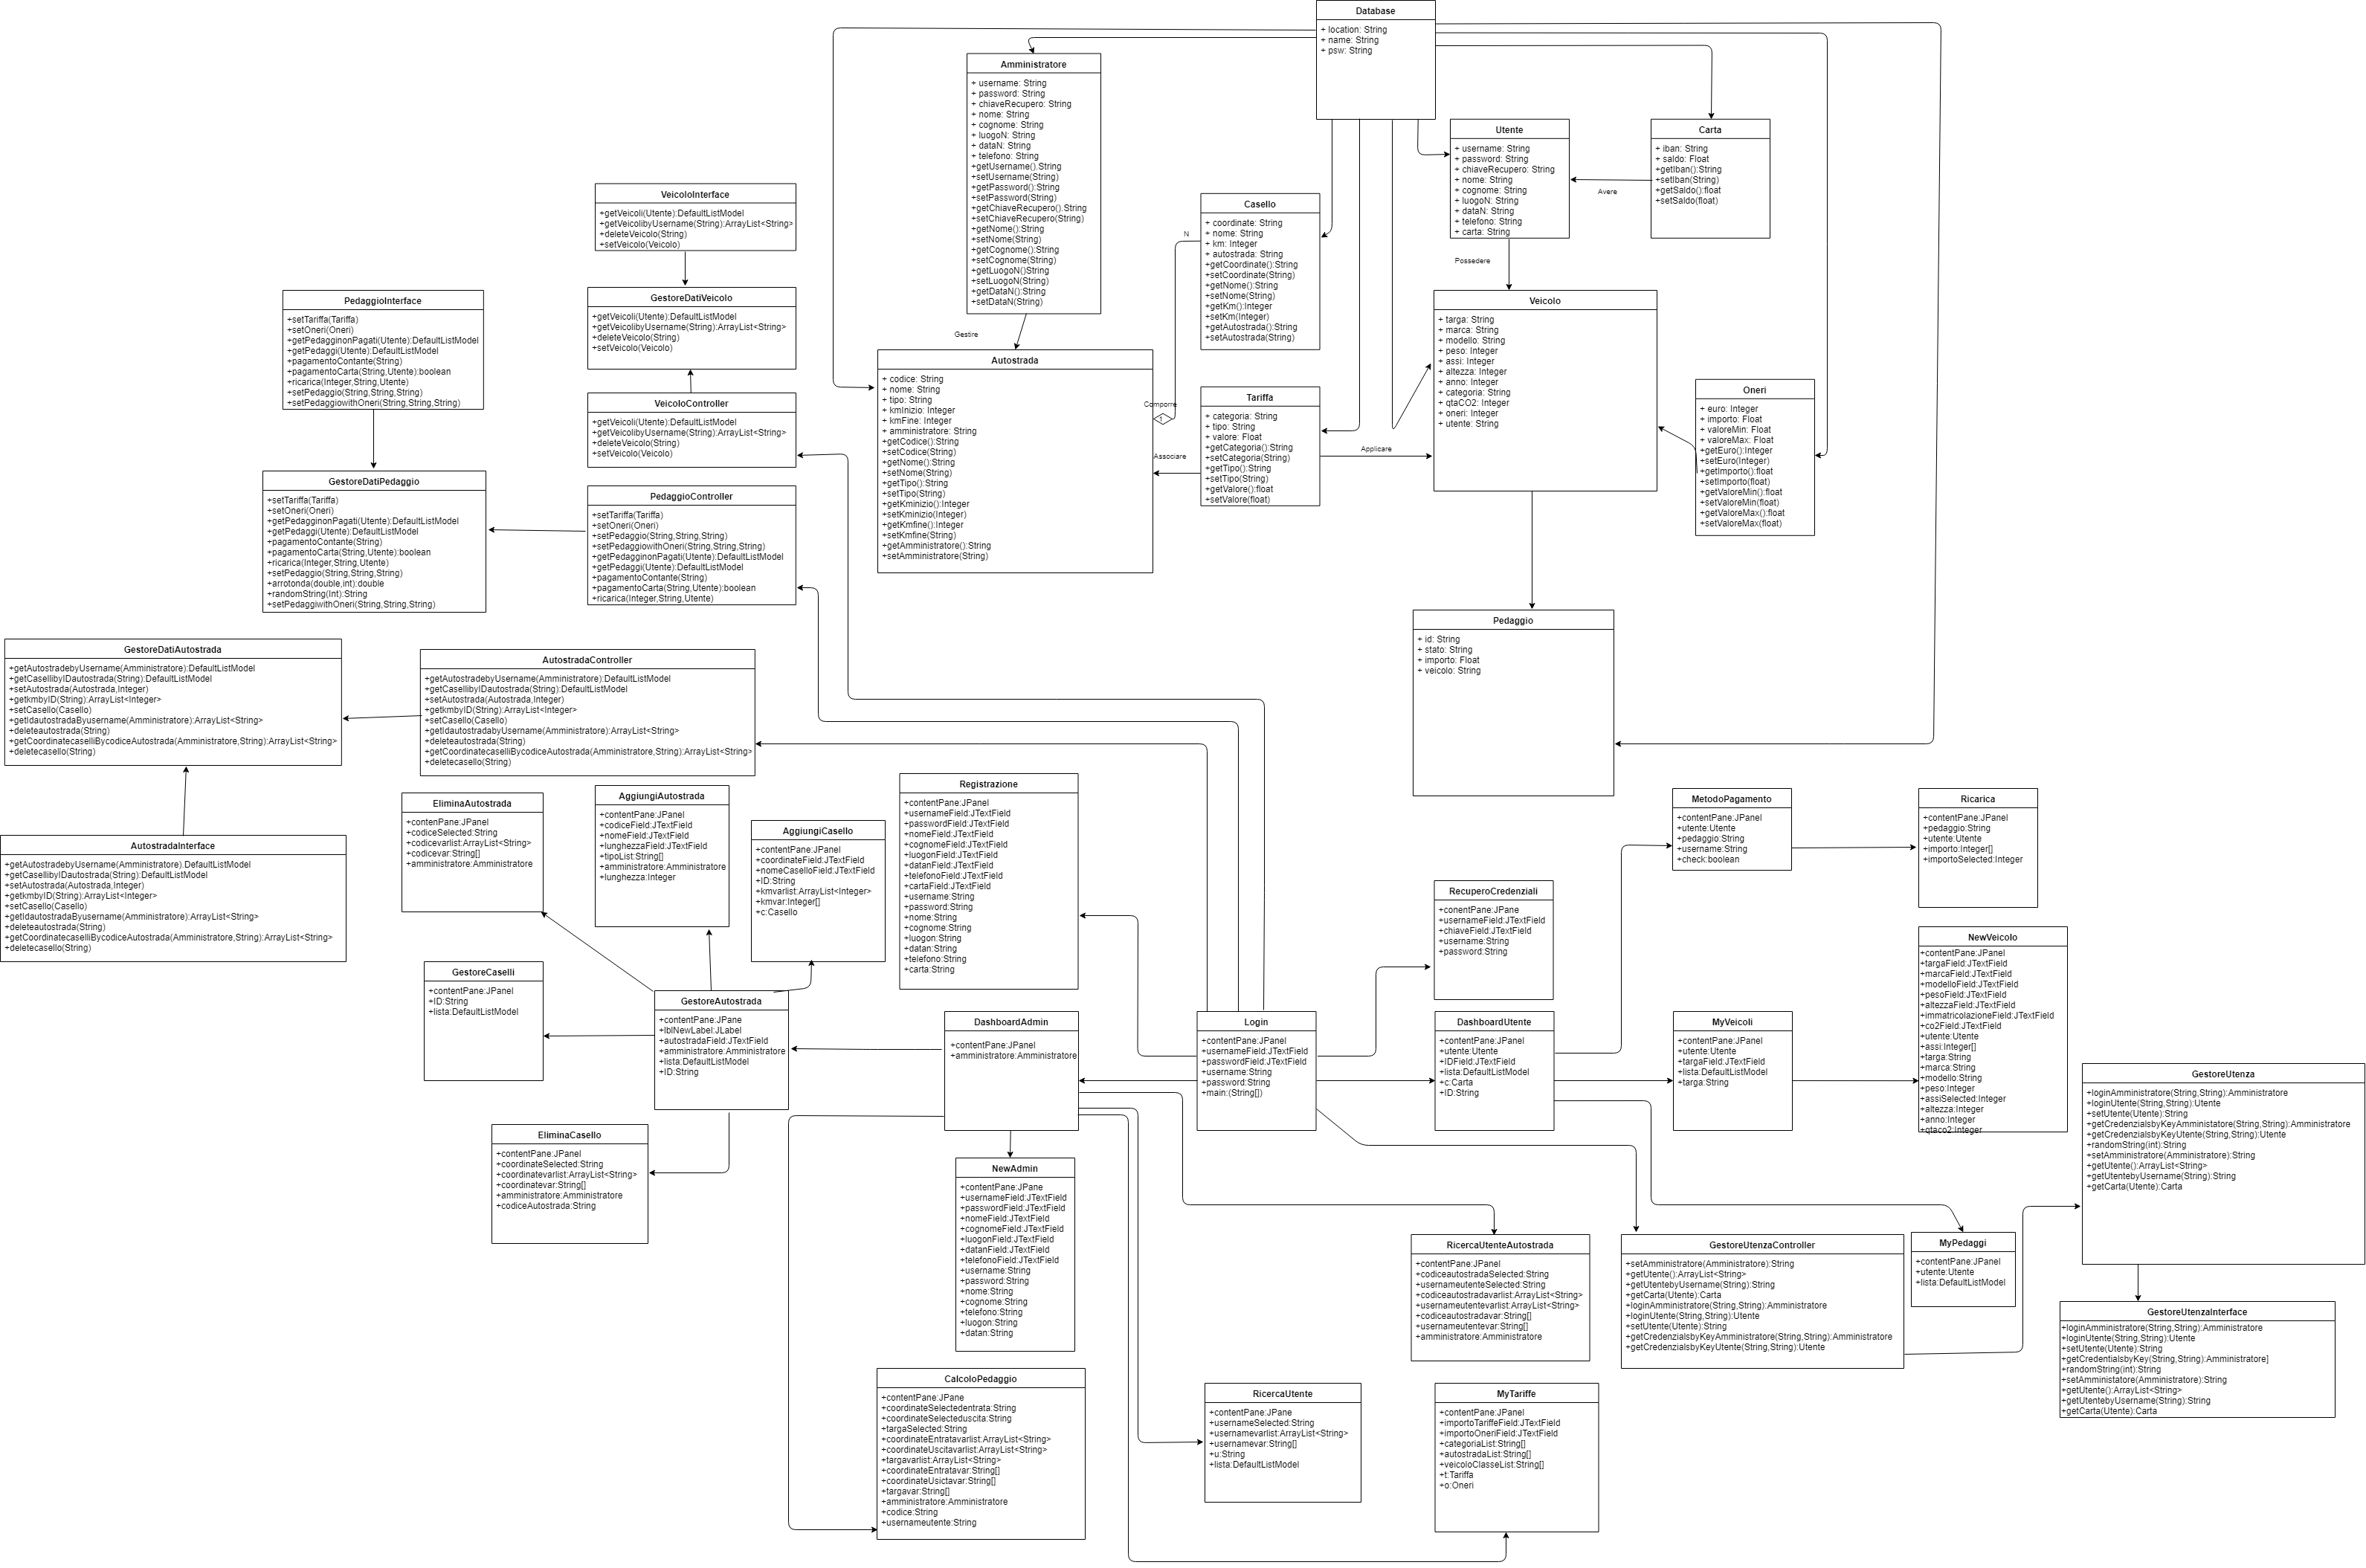 Database
+ location: String
+ name: String
+ psw: String
Amministratore
+ username: String
+ password: String
+ chiaveRecupero: String
+ nome: String
+ cognome: String
+ luogoN: String
+ dataN: String
+ telefono: String
+getUsername():String
+setUsername(String)
+getPassword():String
+setPassword(String)
+getChiaveRecupero():String
+setChiaveRecupero(String)
+getNome():String
+setNome(String)
+getCognome():String
+setCognome(String)
+getLuogoN()String
+setLuogoN(String)
+getDataN():String
+setDataN(String)
Gestire
Utente
+ username: String
+ password: String
+ chiaveRecupero: String
+ nome: String
+ cognome: String
+ luogoN: String
+ dataN: String
+ telefono: String
+ carta: String
Possedere
Carta
+ iban: String
+ saldo: Float
+getIban():String
+setIban(String)
+getSaldo():float
+setSaldo(float)
Avere
Casello
+ coordinate: String
+ nome: String
+ km: Integer
+ autostrada: String
+getCoordinate():String
+setCoordinate(String)
+getNome():String
+setNome(String)
+getKm():Integer
+setKm(Integer)
+getAutostrada():String
+setAutostrada(String)
N
VeicoloInterface
+getVeicoli(Utente):DefaultListModel
+getVeicolibyUsername(String):ArrayList<String>
+deleteVeicolo(String)
+setVeicolo(Veicolo)
GestoreDatiVeicolo
+getVeicoli(Utente):DefaultListModel
+getVeicolibyUsername(String):ArrayList<String>
+deleteVeicolo(String)
+setVeicolo(Veicolo)
VeicoloController
+getVeicoli(Utente):DefaultListModel
+getVeicolibyUsername(String):ArrayList<String>
+deleteVeicolo(String)
+setVeicolo(Veicolo)
PedaggioInterface
+setTariffa(Tariffa)
+setOneri(Oneri)
+getPedagginonPagati(Utente):DefaultListModel
+getPedaggi(Utente):DefaultListModel
+pagamentoContante(String)
+pagamentoCarta(String,Utente):boolean
+ricarica(Integer,String,Utente)
+setPedaggio(String,String,String)
+setPedaggiowithOneri(String,String,String)
GestoreDatiPedaggio
+setTariffa(Tariffa)
+setOneri(Oneri)
+getPedagginonPagati(Utente):DefaultListModel
+getPedaggi(Utente):DefaultListModel
+pagamentoContante(String)
+pagamentoCarta(String,Utente):boolean
+ricarica(Integer,String,Utente)
+setPedaggio(String,String,String)
+arrotonda(double,int):double
+randomString(Int):String
+setPedaggiwithOneri(String,String,String)
PedaggioController
+setTariffa(Tariffa)
+setOneri(Oneri)
+setPedaggio(String,String,String)
+setPedaggiowithOneri(String,String,String)
+getPedagginonPagati(Utente):DefaultListModel
+getPedaggi(Utente):DefaultListModel
+pagamentoContante(String)
+pagamentoCarta(String,Utente):boolean
+ricarica(Integer,String,Utente)
Autostrada
+ codice: String
+ nome: String
+ tipo: String
+ kmInizio: Integer
+ kmFine: Integer
+ amministratore: String
+getCodice():String
+setCodice(String)
+getNome():String
+setNome(String)
+getTipo():String
+setTipo(String)
+getKminizio():Integer
+setKminizio(Integer)
+getKmfine():Integer
+setKmfine(String)
+getAmministratore():String
+setAmministratore(String)
Comporre
1
Associare
Tariffa
+ categoria: String
+ tipo: String
+ valore: Float
+getCategoria():String
+setCategoria(String)
+getTipo():String
+setTipo(String)
+getValore():float
+setValore(float)
Applicare
Veicolo
+ targa: String
+ marca: String
+ modello: String
+ peso: Integer
+ assi: Integer
+ altezza: Integer
+ anno: Integer
+ categoria: String
+ qtaCO2: Integer
+ oneri: Integer
+ utente: String
Oneri
+ euro: Integer
+ importo: Float
+ valoreMin: Float
+ valoreMax: Float
+getEuro():Integer
+setEuro(Integer)
+getImporto():float
+setImporto(float)
+getValoreMin():float
+setValoreMin(float)
+getValoreMax():float
+setValoreMax(float)
Pedaggio
+ id: String
+ stato: String
+ importo: Float
+ veicolo: String
GestoreDatiAutostrada
+getAutostradebyUsername(Amministratore):DefaultListModel
+getCasellibyIDautostrada(String):DefaultListModel
+setAutostrada(Autostrada,Integer)
+getkmbyID(String):ArrayList<Integer>
+setCasello(Casello)
+getIdautostradaByusername(Amministratore):ArrayList<String>
+deleteautostrada(String)
+getCoordinatecaselliBycodiceAutostrada(Amministratore,String):ArrayList<String>
+deletecasello(String)
AutostradaController
+getAutostradebyUsername(Amministratore):DefaultListModel
+getCasellibyIDautostrada(String):DefaultListModel
+setAutostrada(Autostrada,Integer)
+getkmbyID(String):ArrayList<Integer>
+setCasello(Casello)
+getIdautostradabyUsername(Amministratore):ArrayList<String>
+deleteautostrada(String)
+getCoordinatecaselliBycodiceAutostrada(Amministratore,String):ArrayList<String>
+deletecasello(String)
AutostradaInterface
+getAutostradebyUsername(Amministratore).DefaultListModel
+getCasellibyIDautostrada(String):DefaultListModel
+setAutostrada(Autostrada,Integer)
+getkmbyID(String):ArrayList<Integer>
+setCasello(Casello)
+getIdautostradaByusername(Amministratore):ArrayList<String>
+deleteautostrada(String)
+getCoordinatecaselliBycodiceAutostrada(Amministratore,String):ArrayList<String>
+deletecasello(String)
EliminaAutostrada
+contenPane:JPanel
+codiceSelected:String
+codicevarlist:ArrayList<String>
+codicevar:String[]
+amministratore:Amministratore
AggiungiAutostrada
+contentPane:JPanel
+codiceField:JTextField
+nomeField:JTextField
+lunghezzaField:JTextField
+tipoList:String[]
+amministratore:Amministratore
+lunghezza:Integer
AggiungiCasello
+contentPane:JPanel
+coordinateField:JTextField
+nomeCaselloField:JTextField
+ID:String
+kmvarlist:ArrayList<Integer>
+kmvar:Integer[]
+c:Casello
Registrazione
+contentPane:JPanel
+usernameField:JTextField
+passwordField:JTextField
+nomeField:JTextField
+cognomeField:JTextField
+luogonField:JTextField
+datanField:JTextField
+telefonoField:JTextField
+cartaField:JTextField
+username:String
+password:String
+nome:String
+cognome:String
+luogon:String
+datan:String
+telefono:String
+carta:String
MetodoPagamento
+contentPane:JPanel
+utente:Utente
+pedaggio:String
+username:String
+check:boolean
Ricarica
+contentPane:JPanel
+pedaggio:String
+utente:Utente
+importo:Integer[]
+importoSelected:Integer
RecuperoCredenziali
+conentPane:JPane
+usernameField:JTextField
+chiaveField:JTextField
+username:String
+password:String
NewVeicolo
+contentPane:JPanel
+targaField:JTextField
+marcaField:JTextField
+modelloField:JTextField
+pesoField:JTextField
+altezzaField:JTextField
+immatricolazioneField:JTextField
+co2Field:JTextField
+utente:Utente
+assi:Integer[]
+targa:String
+marca:String
+modello:String
+peso:Integer
+assiSelected:Integer
+altezza:Integer
+anno:Integer
+qtaco2:Integer
GestoreCaselli
+contentPane:JPanel
+ID:String
+lista:DefaultListModel
GestoreAutostrada
+contentPane:JPane
+lblNewLabel:JLabel
+autostradaField:JTextField
+amministratore:Amministratore
+lista:DefaultListModel
+ID:String
DashboardAdmin
+contentPane:JPanel
+amministratore:Amministratore
Login
+contentPane:JPanel
+usernameField:JTextField
+passwordField:JTextField
+username:String
+password:String
+main:(String[])
DashboardUtente
+contentPane:JPanel
+utente:Utente
+IDField:JTextField
+lista:DefaultListModel
+c:Carta
+ID:String
MyVeicoli
+contentPane:JPanel
+utente:Utente
+targaField:JTextField
+lista:DefaultListModel
+targa:String
GestoreUtenza
+loginAmministratore(String,String):Amministratore
+loginUtente(String,String):Utente
+setUtente(Utente):String
+getCredenzialsbyKeyAmministatore(String,String):Amministratore
+getCredenzialsbyKeyUtente(String,String):Utente
+randomString(int):String
+setAmministratore(Amministratore):String
+getUtente():ArrayList<String>
+getUtentebyUsername(String):String
+getCarta(Utente):Carta
EliminaCasello
+contentPane:JPanel
+coordinateSelected:String
+coordinatevarlist:ArrayList<String>
+coordinatevar:String[]
+amministratore:Amministratore
+codiceAutostrada:String
NewAdmin
+contentPane:JPane
+usernameField:JTextField
+passwordField:JTextField
+nomeField:JTextField
+cognomeField:JTextField
+luogonField:JTextField
+datanField:JTextField
+telefonoField:JTextField
+username:String
+password:String
+nome:String
+cognome:String
+telefono:String
+luogon:String
+datan:String
RicercaUtenteAutostrada
+contentPane:JPanel
+codiceautostradaSelected:String
+usernameutenteSelected:String
+codiceautostradavarlist:ArrayList<String>
+usernameutentevarlist:ArrayList<String>
+codiceautostradavar:String[]
+usernameutentevar:String[]
+amministratore:Amministratore
GestoreUtenzaController
+setAmministratore(Amministratore):String
+getUtente():ArrayList<String>
+getUtentebyUsername(String):String
+getCarta(Utente):Carta
+loginAmministratore(String,String):Amministratore
+loginUtente(String,String):Utente
+setUtente(Utente):String
+getCredenzialsbyKeyAmministratore(String,String):Amministratore
+getCredenzialsbyKeyUtente(String,String):Utente
MyPedaggi
+contentPane:JPanel
+utente:Utente
+lista:DefaultListModel
GestoreUtenzaInterface
+loginAmministratore(String,String):Amministratore
+loginUtente(String,String):Utente
+setUtente(Utente):String
+getCredentialsbyKey(String,String):Amministratore]
+randomString(int):String
+setAmministatore(Amministratore):String
+getUtente():ArrayList<String>
+getUtentebyUsername(String):String
+getCarta(Utente):Carta
CalcoloPedaggio
+contentPane:JPane
+coordinateSelectedentrata:String
+coordinateSelecteduscita:String
+targaSelected:String
+coordinateEntratavarlist:ArrayList<String>
+coordinateUscitavarlist:ArrayList<String>
+targavarlist:ArrayList<String>
+coordinateEntratavar:String[]
+coordinateUsictavar:String[]
+targavar:String[]
+amministratore:Amministratore
+codice:String
+usernameutente:String
RicercaUtente
+contentPane:JPane
+usernameSelected:String
+usernamevarlist:ArrayList<String>
+usernamevar:String[]
+u:String
+lista:DefaultListModel
MyTariffe
+contentPane:JPanel
+importoTariffeField:JTextField
+importoOneriField:JTextField
+categoriaList:String[]
+autostradaList:String[]
+veicoloClasseList:String[]
+t:Tariffa
+o:Oneri